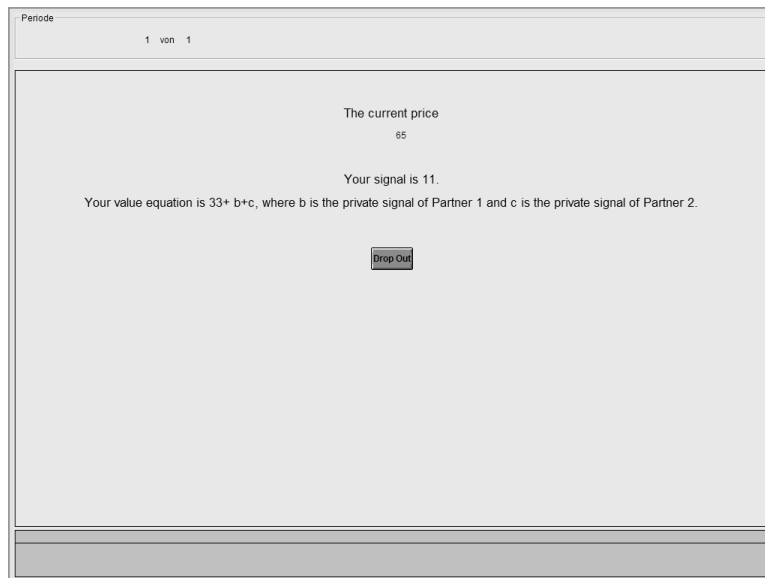 Periode
1 von 1
The current price
65
Your signal is 11.
Your value equation is 33+ b+c, where b is the private signal of Partner 1 and c is the private signal of Partner 2.
Drop Out